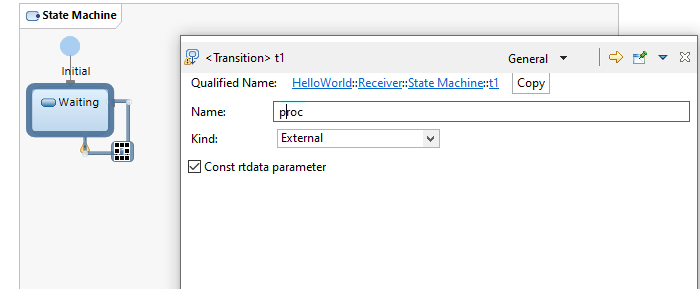 State Machine
Initial
Waiting
<Transition> t1
General
Qualified Name: HelloWorld::Receiver::State Machine::t1 Copy
Name: proc
Kind: External
Const rtdata parameter